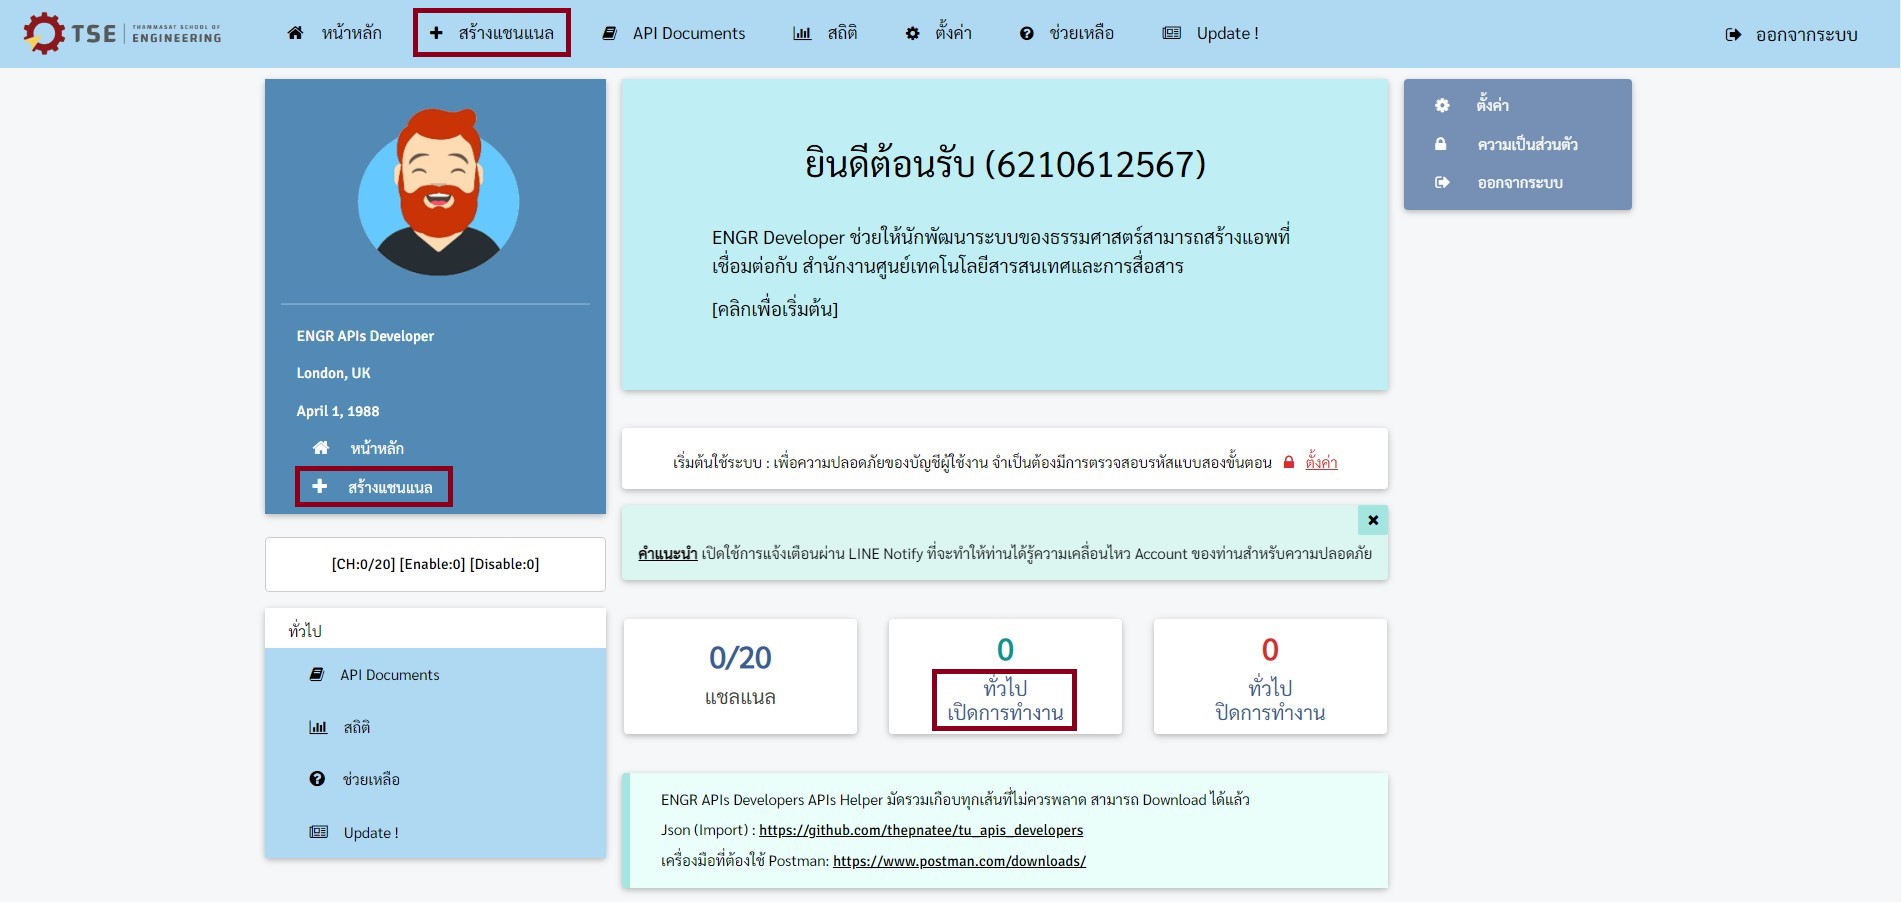 TSE THAMMASAT SCHOOL OF ENGINEERING
หน้าหลัก
สร้างแชนแนล
API Documents
สถิติ
ตั้งค่า
ช่วยเหลือ
Update !
ออกจากระบบ
ENGR APIs Developer
London, UK
April 1, 1988
หน้าหลัก
สร้างแชนแนล
[CH:0/20] [Enable:0] [Disable:0]
ทั่วไป
API Documents
สถิติ
ช่วยเหลือ
Update !
ยินดีต้อนรับ (6210612567)
ENGR Developer ช่วยให้นักพัฒนาระบบของธรรมศาสตร์สามารถสร้างแอพที่
เชื่อมต่อกับ สำนักงานศูนย์เทคโนโลยีสารสนเทศและการสื่อสาร
[คลิกเพื่อเริ่มต้น]
เริ่มต้นใช้ระบบ : เพื่อความปลอดภัยของบัญชีผู้ใช้งาน จำเป็นต้องมีการตรวจสอบรหัสแบบสองขั้นตอน ตั้งค่า
คำแนะนำ เปิดใช้การแจ้งเตือนผ่าน LINE Notify ที่จะทำให้ท่านได้รู้ความเคลื่อนไหว Account ของท่านสำหรับความปลอดภัย
0/20
แชลแนล
0
ทั่วไป
เปิดการทำงาน
0
ทั่วไป
ปิดการทำงาน
ENGR APIs Developers APIs Helper มัดรวมเกือบทุกเส้นที่ไม่ควรพลาด สามารถ Download ได้แล้ว
Json (Import) : https://github.com/thepnatee/tu_apis_developers
เครื่องมือที่ต้องใช้ Postman: https://www.postman.com/downloads/
ตั้งค่า
ความเป็นส่วนตัว
ออกจากระบบ